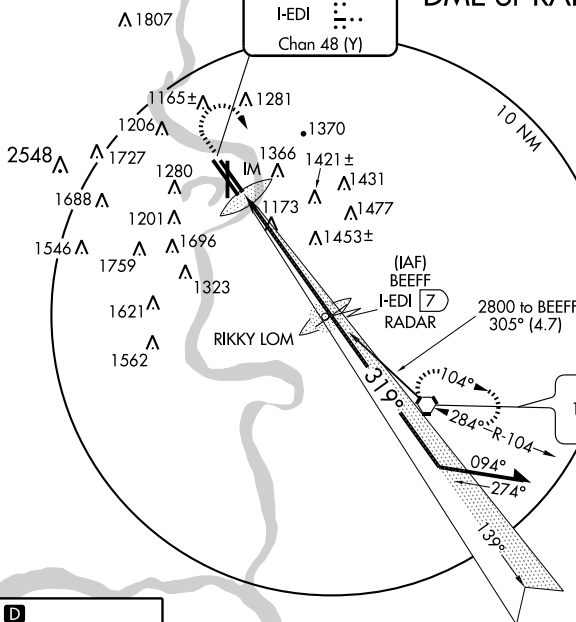 DME or RA
I-EDI
Chan 48 (Y)
1807
1165±
1281
10 NM
1206
1370
2548
1727
1366
IM
1280
1421±
1431
1688
1173
1477
1201
1453±
1546
1696
1759
1323
(IAF)
BEEFF
I-EDI 7
RADAR
1621
2800 to BEEFF
305° (4.7)
RIKKY LOM
1562
319°
104°
284°
R-104
094°
274°
139°
D